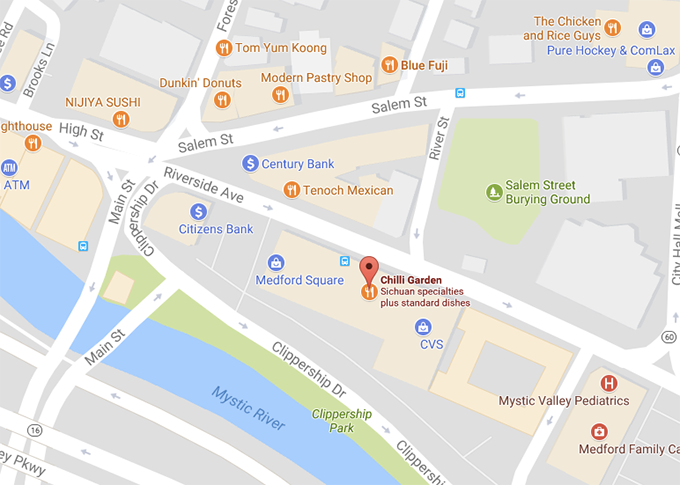 Fores
The Chicken
and Rice Guys
Tom Yum Koong
Pure Hockey & ComLax
e Rd
Brooks Ln
Blue Fuji
Dunkin' Donuts
Modern Pastry Shop
NIJIYA SUSHI
Salem St
ghthouse
High St
Salem St
River St
Century Bank
ATM
ATM
Riverside Ave
Tenoch Mexican
Salem Street
Burying Ground
Main St
Clippership Dr
Citizens Bank
City Hall Mall
Medford Square
Chilli Garden
Sichuan specialties
plus standard dishes
60
CVS
Main St
Clippership Dr
Mystic River
Clippership
Park
Mystic Valley Pediatrics
16
Medford Family Ca
ey Pkwy
Clippershi